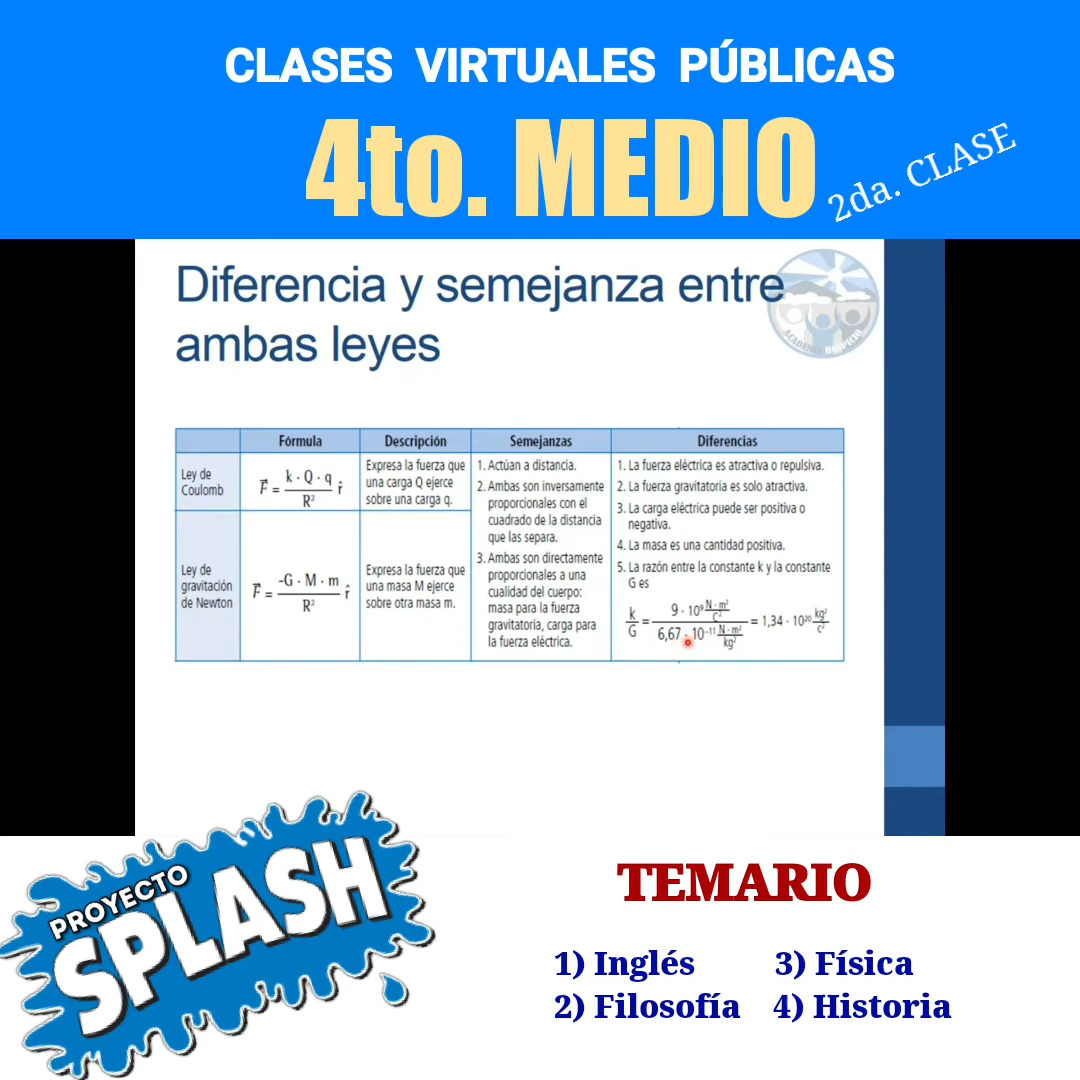 CLASES VIRTUALES PÚBLICAS
4to. MEDIO
2da. CLASE
Diferencia y semejanza entre
ambas leyes
ACADEMIA HOSPICIO
Fórmula
Descripción
Semejanzas
Diferencias
Ley de
Coulomb
F⃗ = k · Q · q / R² r̂
Expresa la fuerza que
una carga Q ejerce
sobre una carga q.
Ley de
gravitación
de Newton
F⃗ = -G · M · m / R² r̂
Expresa la fuerza que
una masa M ejerce
sobre otra masa m.
1. Actúan a distancia.
2. Ambas son inversamente
proporcionales con el
cuadrado de la distancia
que las separa.
3. Ambas son directamente
proporcionales a una
cualidad del cuerpo:
masa para la fuerza
gravitatoria, carga para
la fuerza eléctrica.
1. La fuerza eléctrica es atractiva o repulsiva.
2. La fuerza gravitatoria es solo atractiva.
3. La carga eléctrica puede ser positiva o
negativa.
4. La masa es una cantidad positiva.
5. La razón entre la constante k y la constante
G es
k/G = 9 · 10⁹ N · m²/C² / 6,67 · 10⁻¹¹ N · m²/kg² = 1,34 · 10²⁰ kg²/C²
PROYECTO
SPLASH
TEMARIO
1) Inglés
2) Filosofía
3) Física
4) Historia